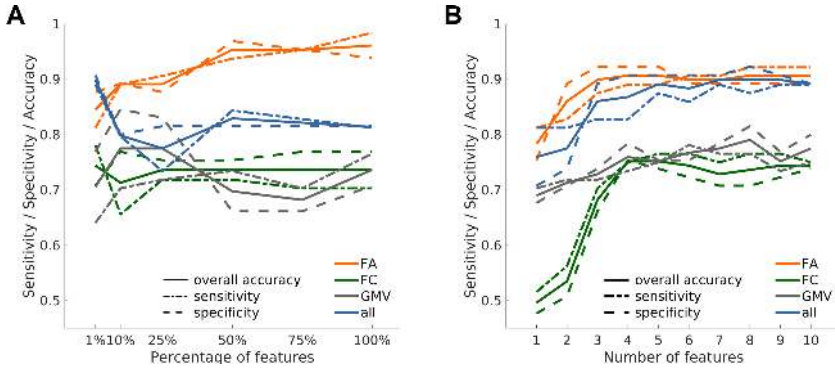 A
Sensitivity / Specitivity / Accuracy
1
0.9
0.8
0.7
0.6
0.5
overall accuracy
sensitivity
specificity
FA
FC
GMV
all
1% 10% 25% 50% 75% 100%
Percentage of features
B
Sensitivity / Specitivity / Accuracy
1
0.9
0.8
0.7
0.6
0.5
overall accuracy
sensitivity
specificity
FA
FC
GMV
all
1 2 3 4 5 6 7 8 9 10
Number of features